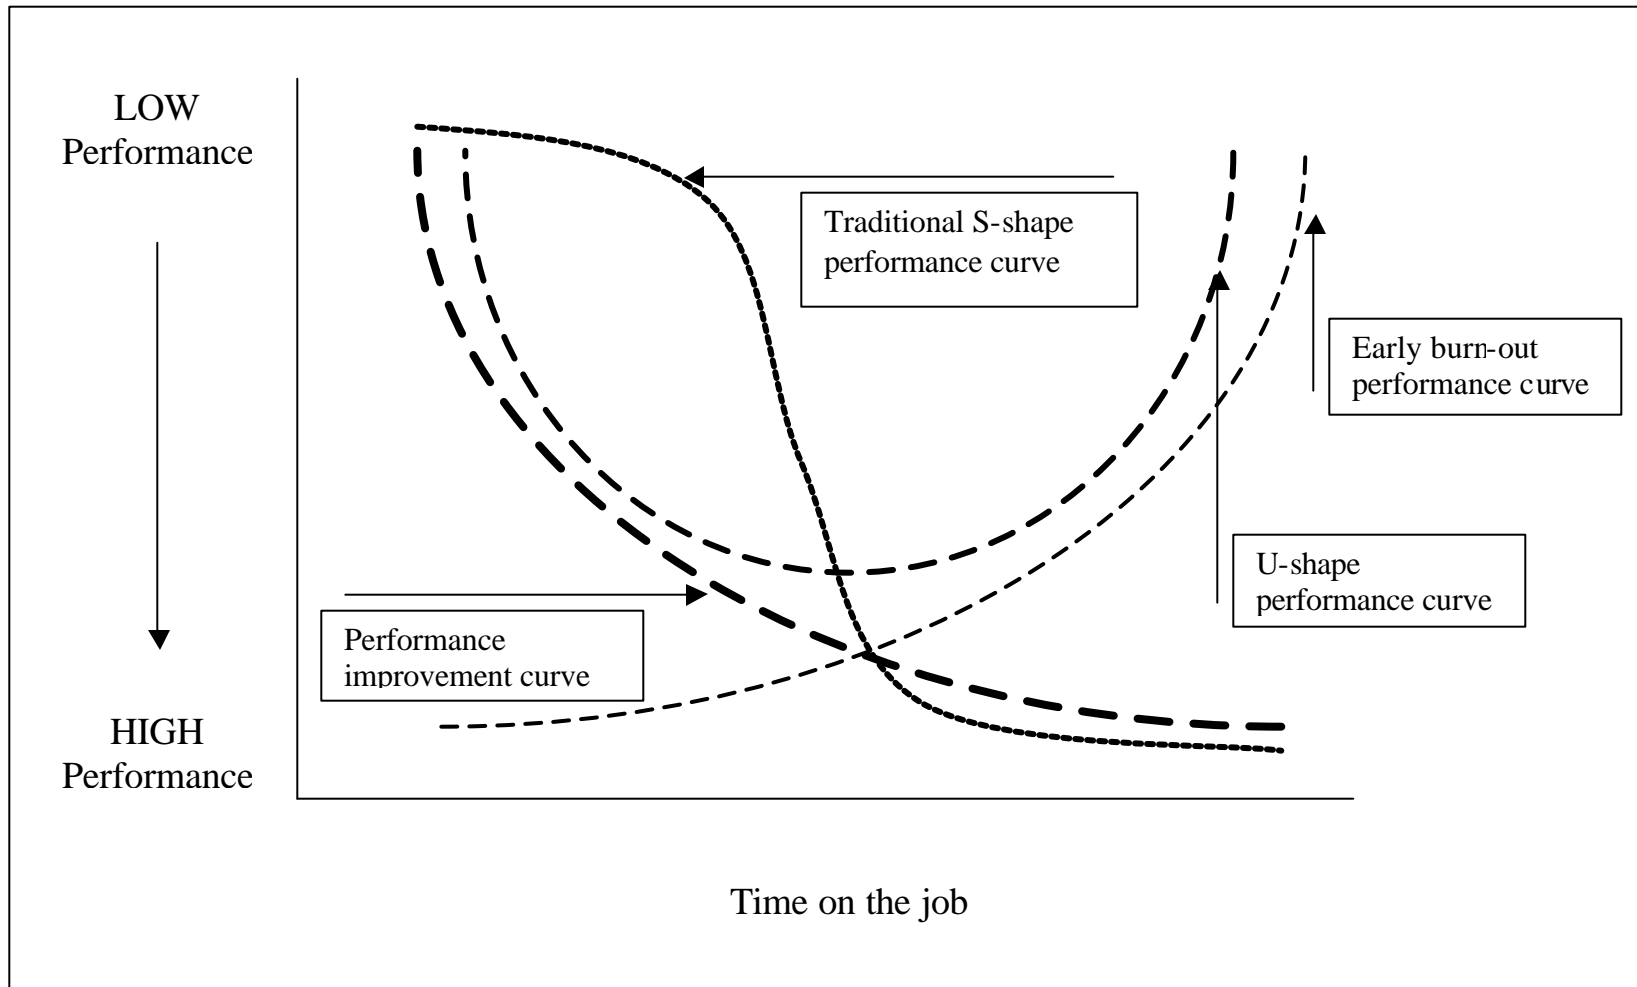 LOW
Performance
Traditional S-shape
performance curve
Early burn-out
performance curve
U-shape
performance curve
Performance
improvement curve
HIGH
Performance
Time on the job